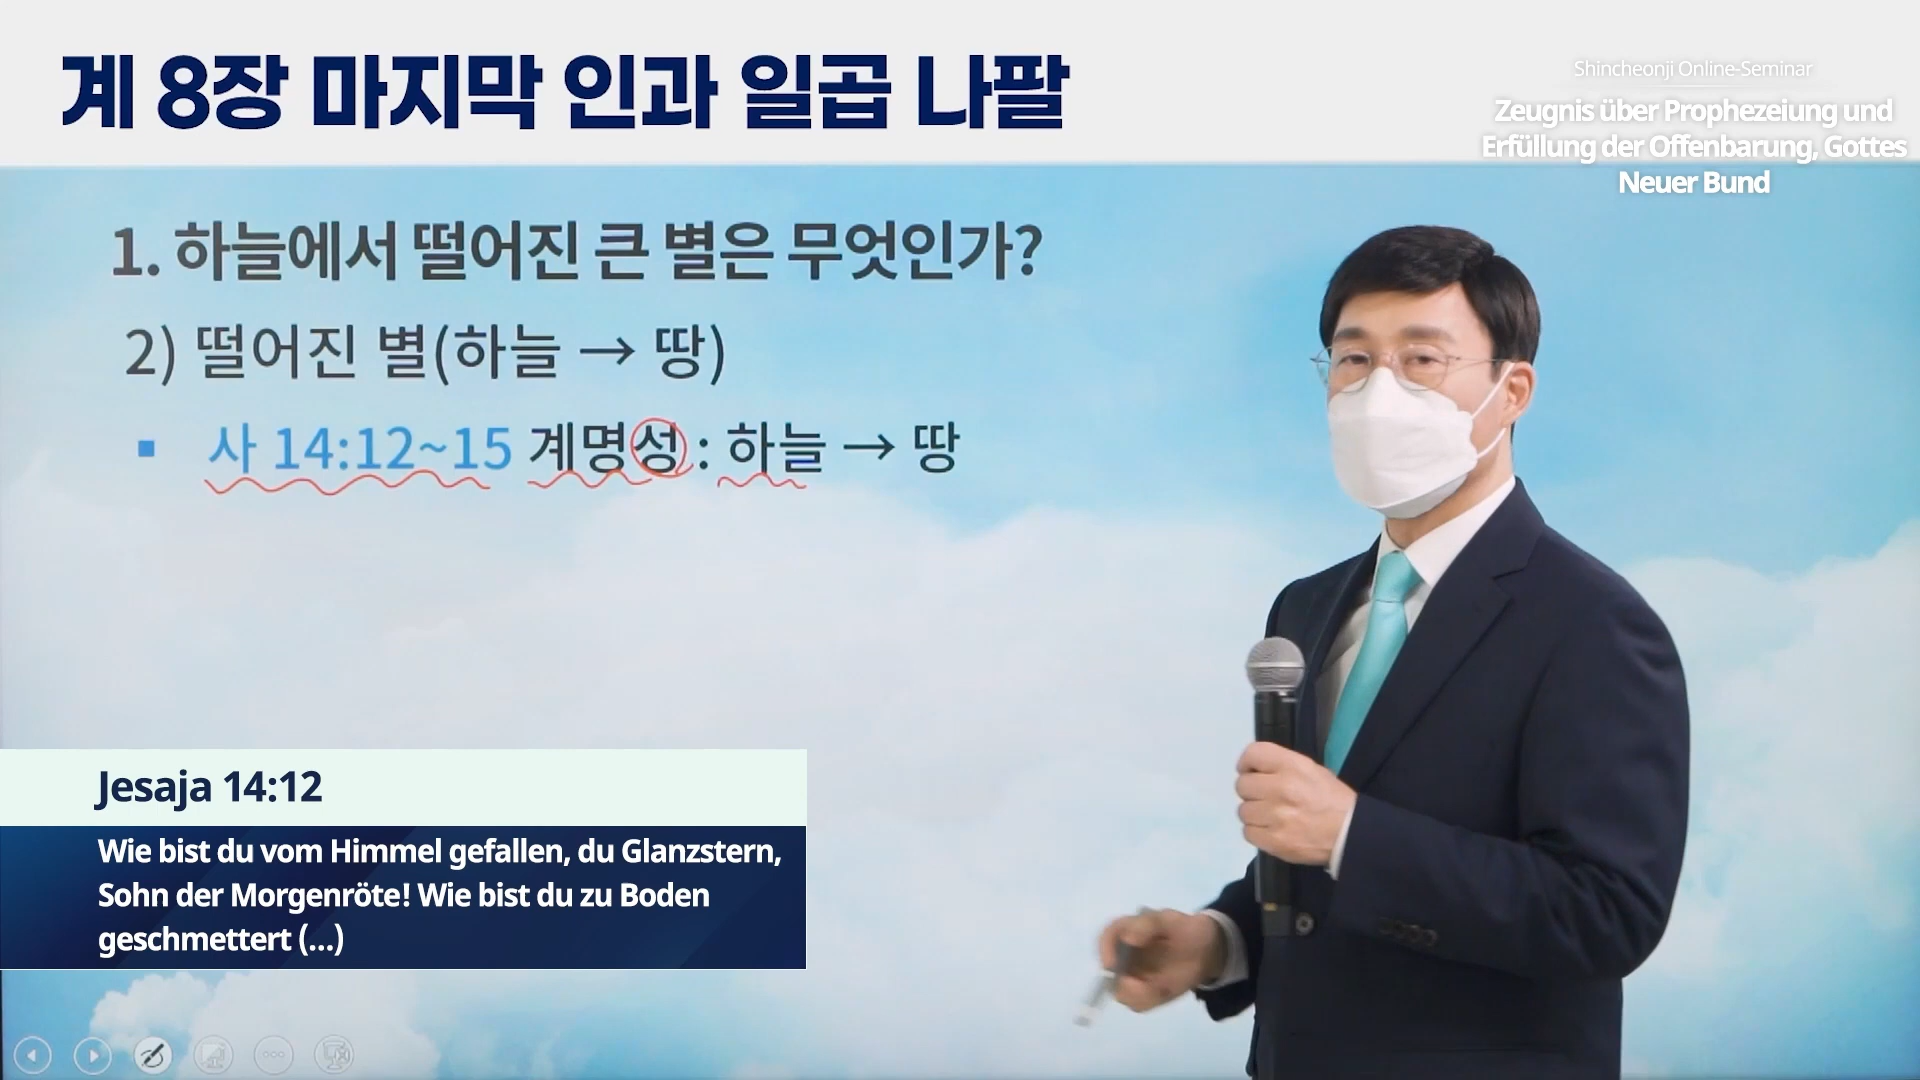 계 8장 마지막 인과 일곱 나팔
Shincheonji Online-Seminar
Zeugnis über Prophezeiung und
Erfüllung der Offenbarung, Gottes
Neuer Bund
1. 하늘에서 떨어진 큰 별은 무엇인가?
2) 떨어진 별(하늘 → 땅)
▪ 사 14:12~15 계명성 : 하늘 → 땅
Jesaja 14:12
Wie bist du vom Himmel gefallen, du Glanzstern,
Sohn der Morgenröte! Wie bist du zu Boden
geschmettert (...)